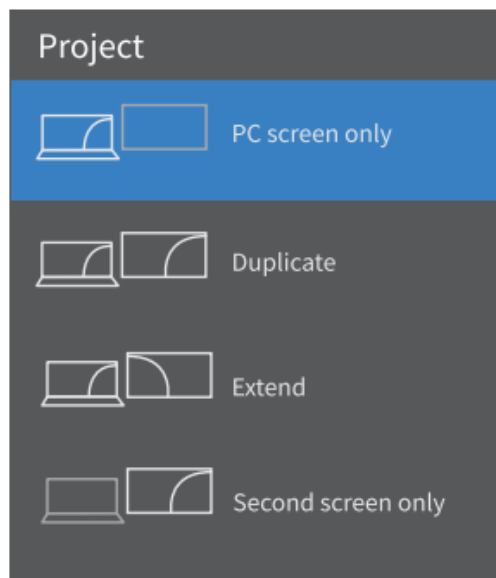 Project
PC screen only
Duplicate
Extend
Second screen only